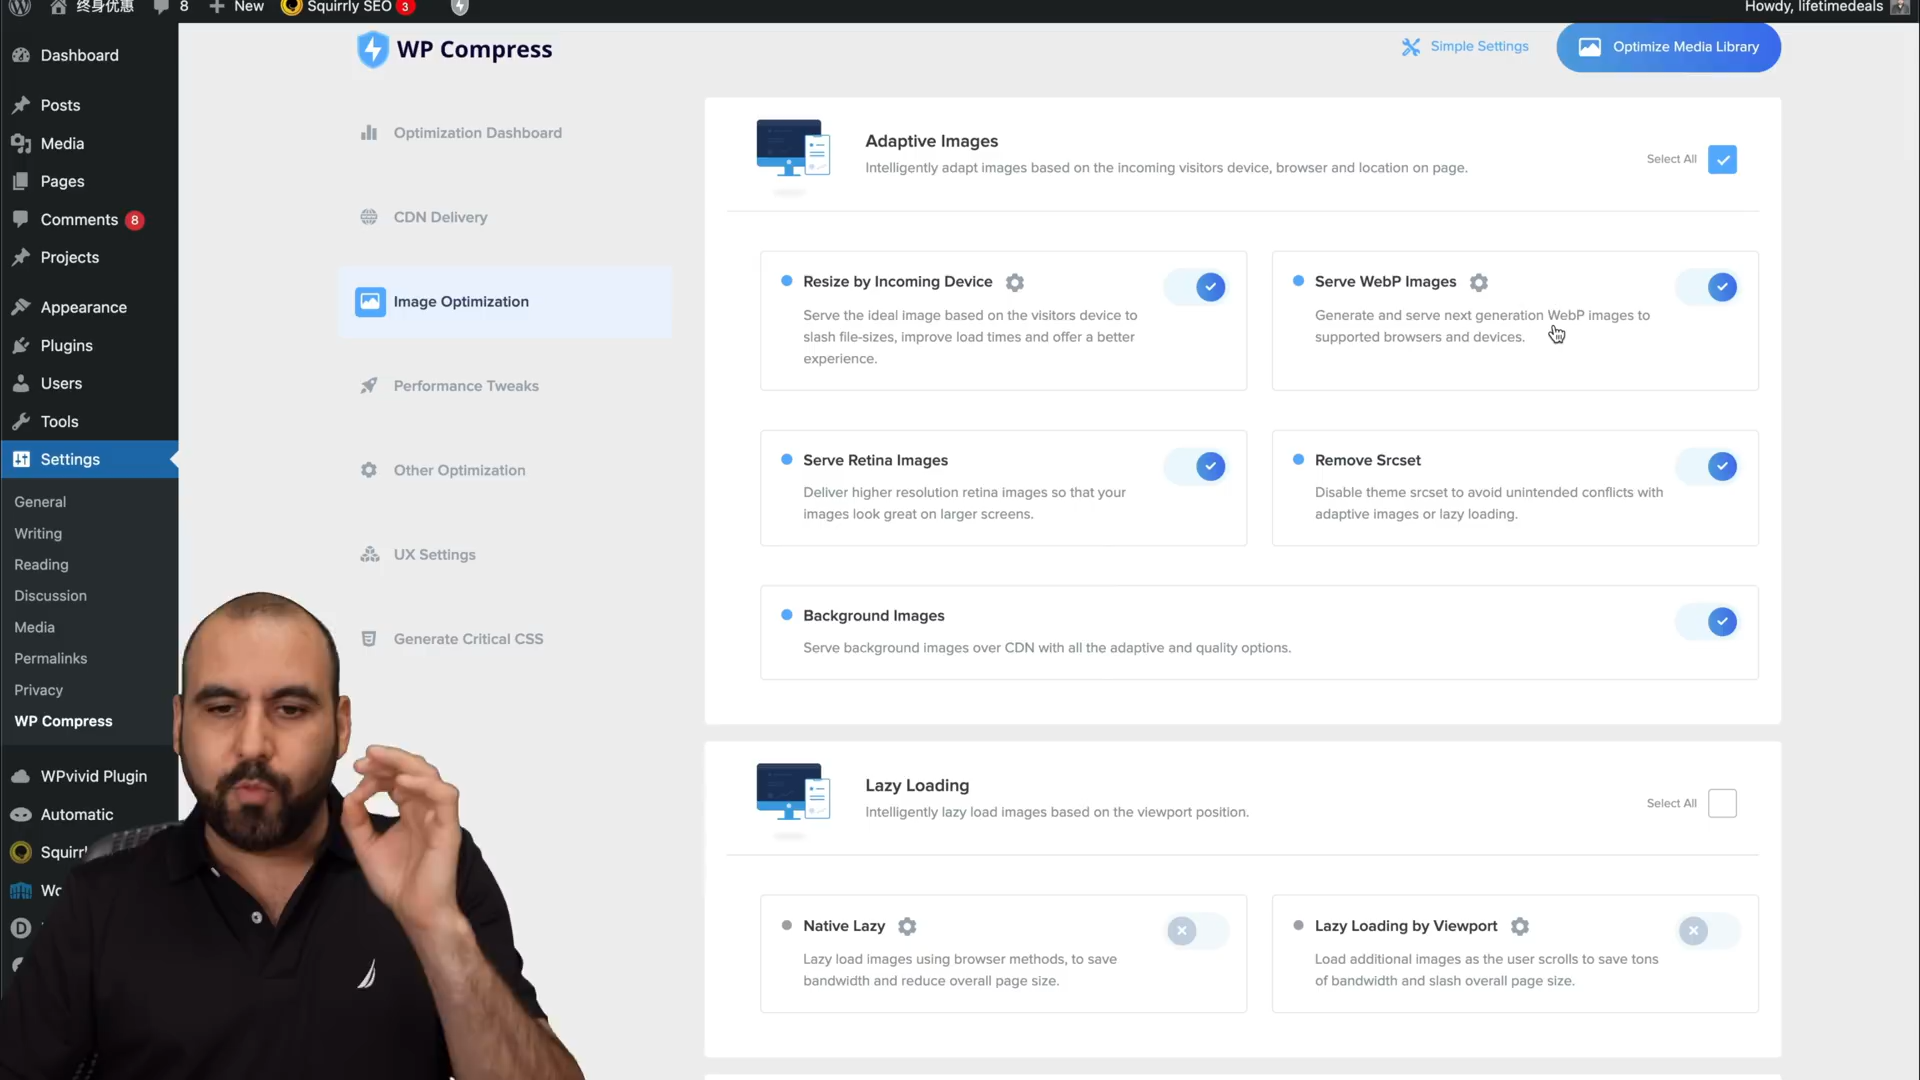 终身优惠
8
New
Squirrly SEO 3
Howdy, lifetimedeals
Dashboard
Posts
Media
Pages
Comments 8
Projects
Appearance
Plugins
Users
Tools
Settings
General
Writing
Reading
Discussion
Media
Permalinks
Privacy
WP Compress
WPvivid Plugin
Automatic
Squirr
WP Compress
Simple Settings
Optimize Media Library
Optimization Dashboard
CDN Delivery
Image Optimization
Performance Tweaks
Other Optimization
UX Settings
Generate Critical CSS
Adaptive Images
Intelligently adapt images based on the incoming visitors device, browser and location on page.
Select All
Resize by Incoming Device
Serve the ideal image based on the visitors device to
slash file-sizes, improve load times and offer a better
experience.
Serve WebP Images
Generate and serve next generation WebP images to
supported browsers and devices.
Serve Retina Images
Deliver higher resolution retina images so that your
images look great on larger screens.
Remove Srcset
Disable theme srcset to avoid unintended conflicts with
adaptive images or lazy loading.
Background Images
Serve background images over CDN with all the adaptive and quality options.
Lazy Loading
Intelligently lazy load images based on the viewport position.
Select All
Native Lazy
Lazy load images using browser methods, to save
bandwidth and reduce overall page size.
Lazy Loading by Viewport
Load additional images as the user scrolls to save tons
of bandwidth and slash overall page size.